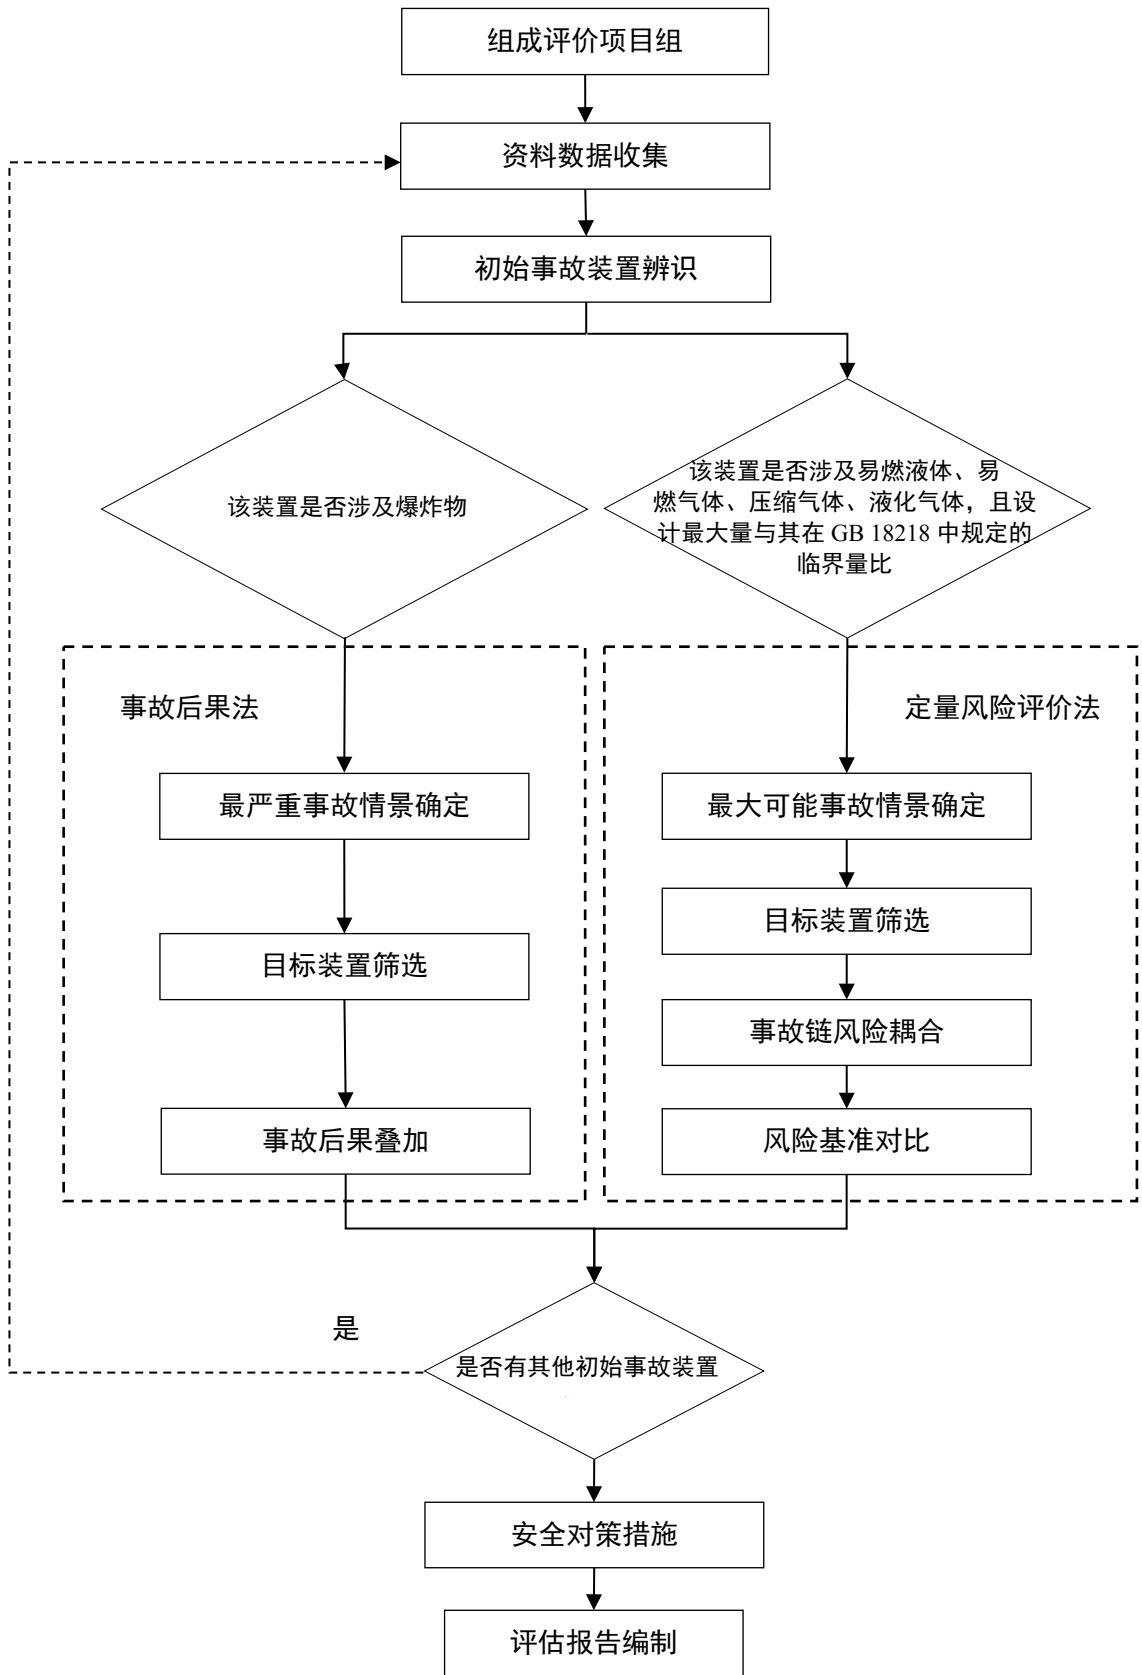 组成评价项目组
资料数据收集
初始事故装置辨识
该装置是否涉及爆炸物
该装置是否涉及易燃液体、易
燃气体、压缩气体、液化气体，且设
计最大量与其在 GB 18218 中规定的
临界量比
事故后果法
最严重事故情景确定
目标装置筛选
事故后果叠加
定量风险评价法
最大可能事故情景确定
目标装置筛选
事故链风险耦合
风险基准对比
是
是否有其他初始事故装置
安全对策措施
评估报告编制